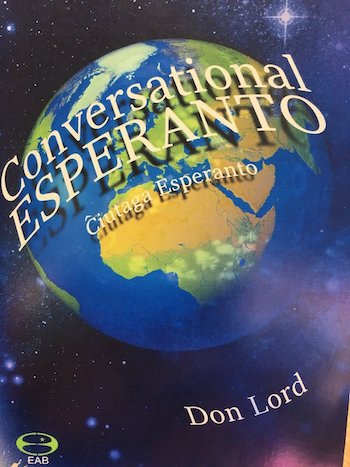 Conversational
ESPERANTO
Ĉiutaga Esperanto
Don Lord
EAB